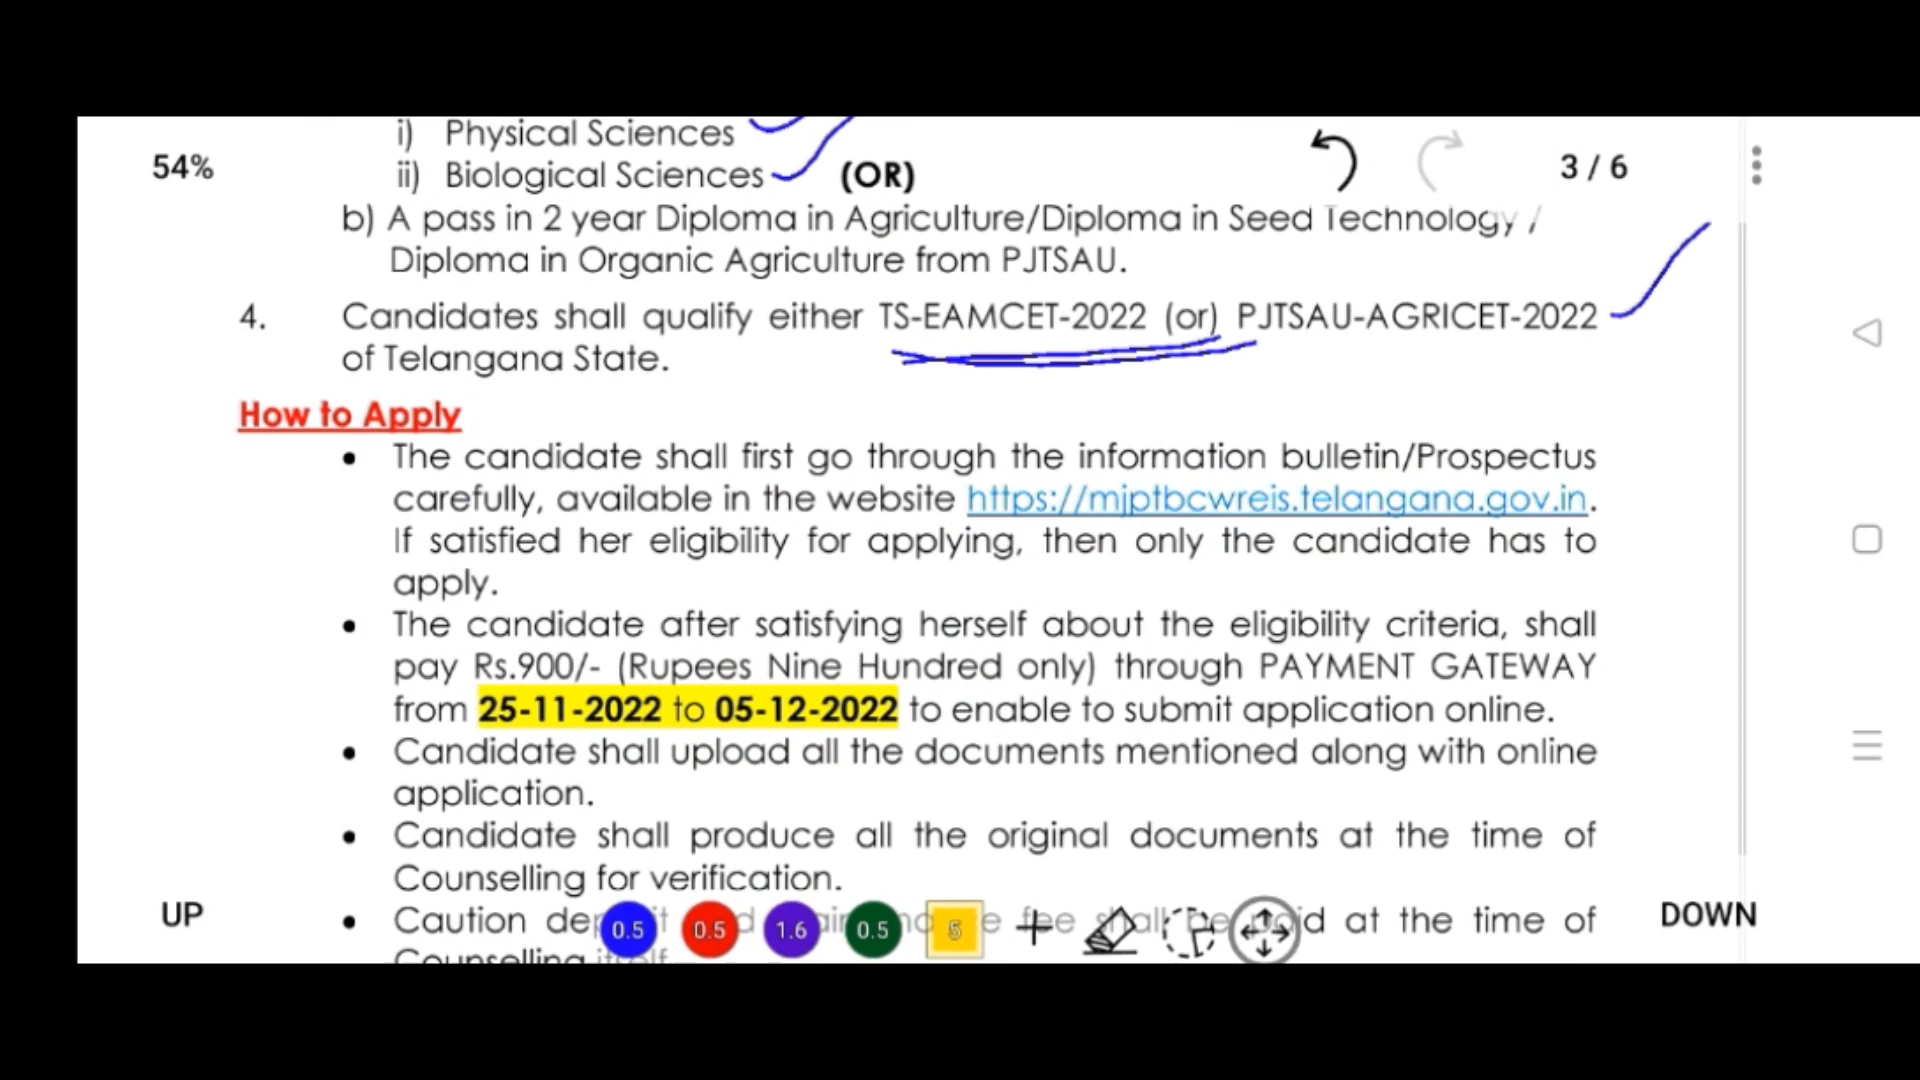 i) Physical Sciences
54%
ii) Biological Sciences (OR)
3 / 6
b) A pass in 2 year Diploma in Agriculture/Diploma in Seed Technology /
Diploma in Organic Agriculture from PJTSAU.
4. Candidates shall qualify either TS-EAMCET-2022 (or) PJTSAU-AGRICET-2022
of Telangana State.
How to Apply
• The candidate shall first go through the information bulletin/Prospectus
carefully, available in the website https://mjptbcwreis.telangana.gov.in.
If satisfied her eligibility for applying, then only the candidate has to
apply.
• The candidate after satisfying herself about the eligibility criteria, shall
pay Rs.900/- (Rupees Nine Hundred only) through PAYMENT GATEWAY
from 25-11-2022 to 05-12-2022 to enable to submit application online.
• Candidate shall upload all the documents mentioned along with online
application.
• Candidate shall produce all the original documents at the time of
Counselling for verification.
UP
DOWN
• Caution fee shall at the time of
0.5 0.5 1.6 0.5 5
Counselling itself